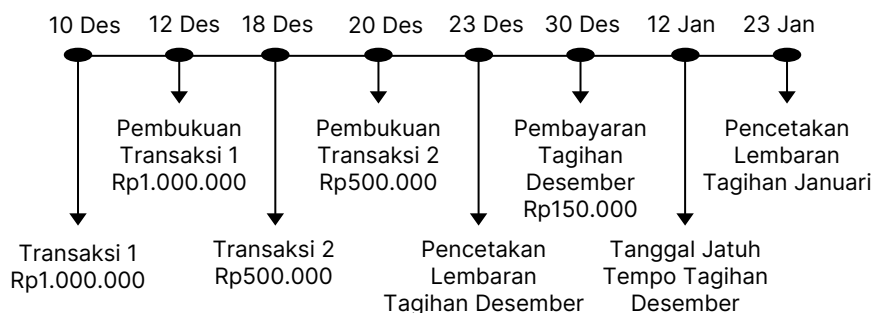 10 Des
12 Des
18 Des
20 Des
23 Des
30 Des
12 Jan
23 Jan
Pembukuan
Transaksi 1
Rp1.000.000
Pembukuan
Transaksi 2
Rp500.000
Pembayaran
Tagihan
Desember
Rp150.000
Pencetakan
Lembaran
Tagihan Januari
Transaksi 1
Rp1.000.000
Transaksi 2
Rp500.000
Pencetakan
Lembaran
Tagihan Desember
Tanggal Jatuh
Tempo Tagihan
Desember